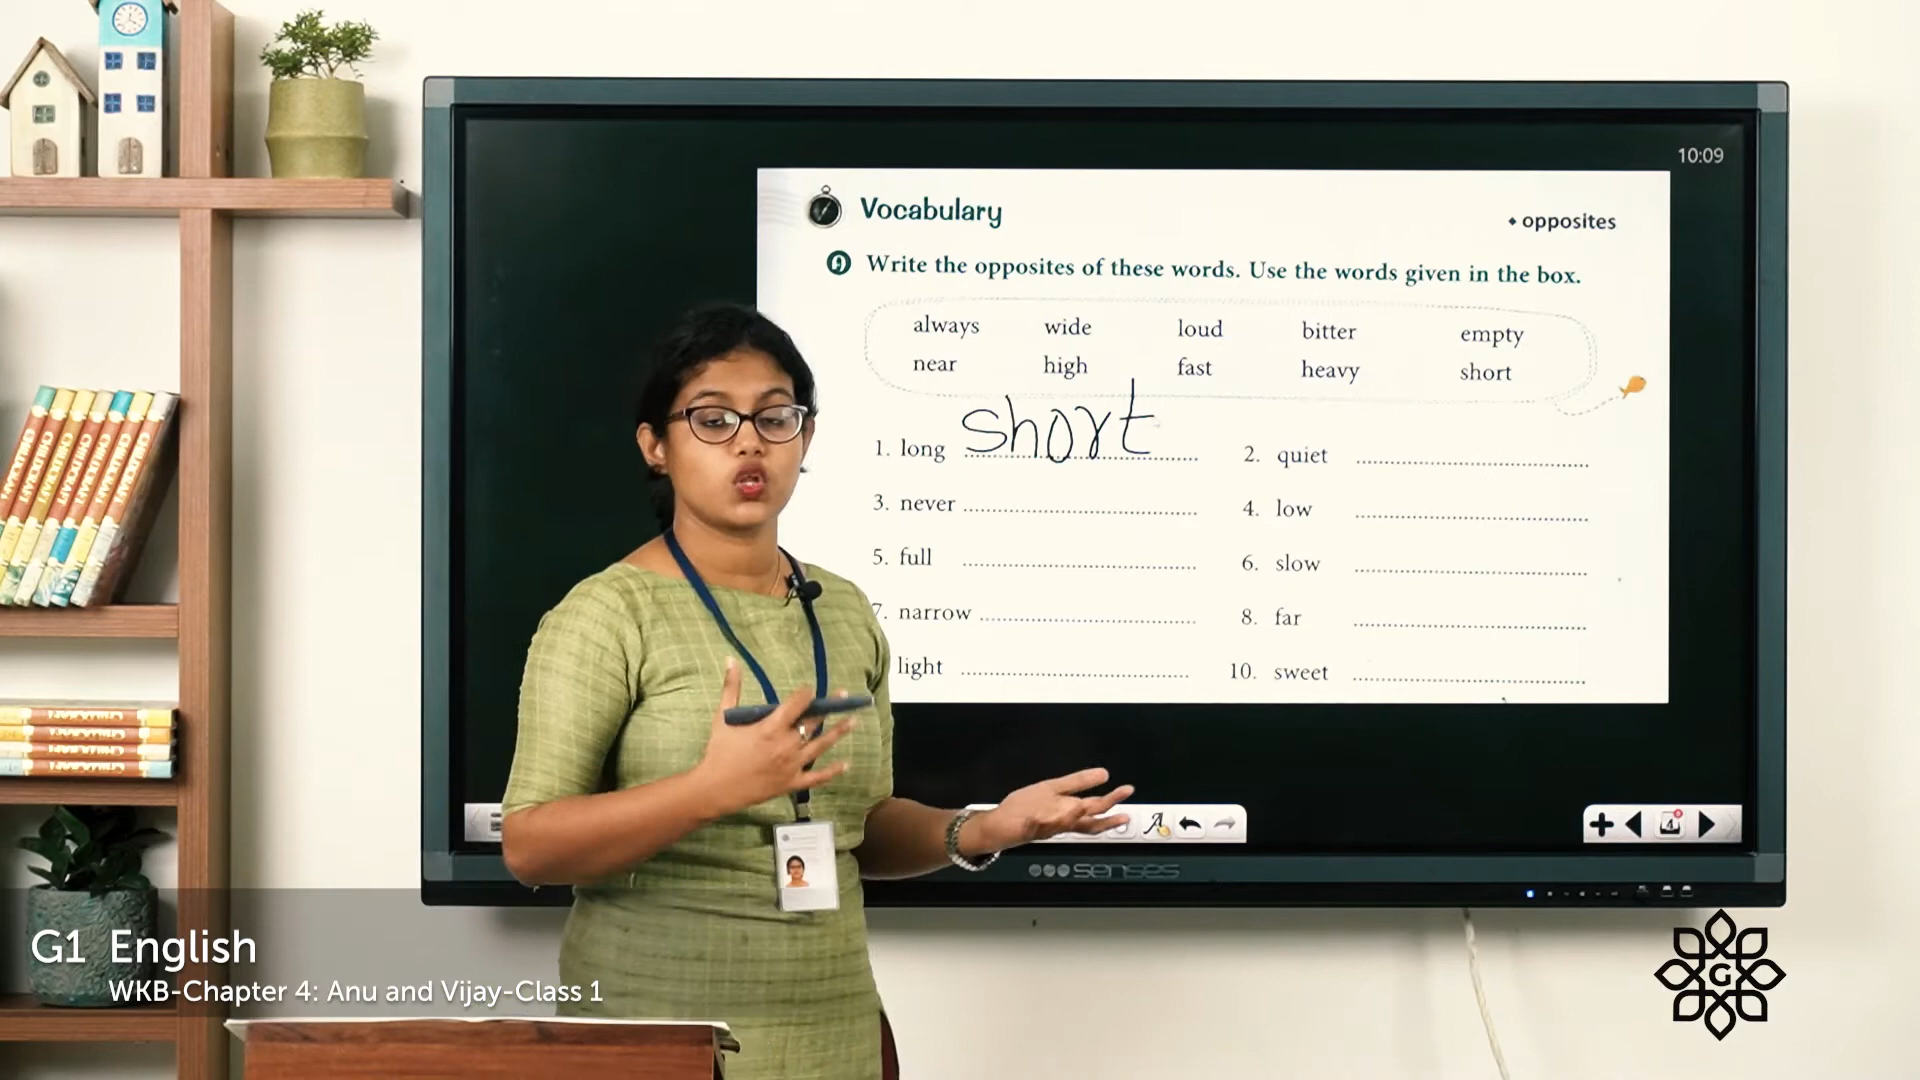 10:09
Vocabulary
• opposites
Write the opposites of these words. Use the words given in the box.
always wide loud bitter empty
near high fast heavy short
1. long short 2. quiet
3. never 4. low
5. full 6. slow
7. narrow 8. far
light 10. sweet
A
4
senses
G1 English
WKB-Chapter 4: Anu and Vijay-Class 1
G